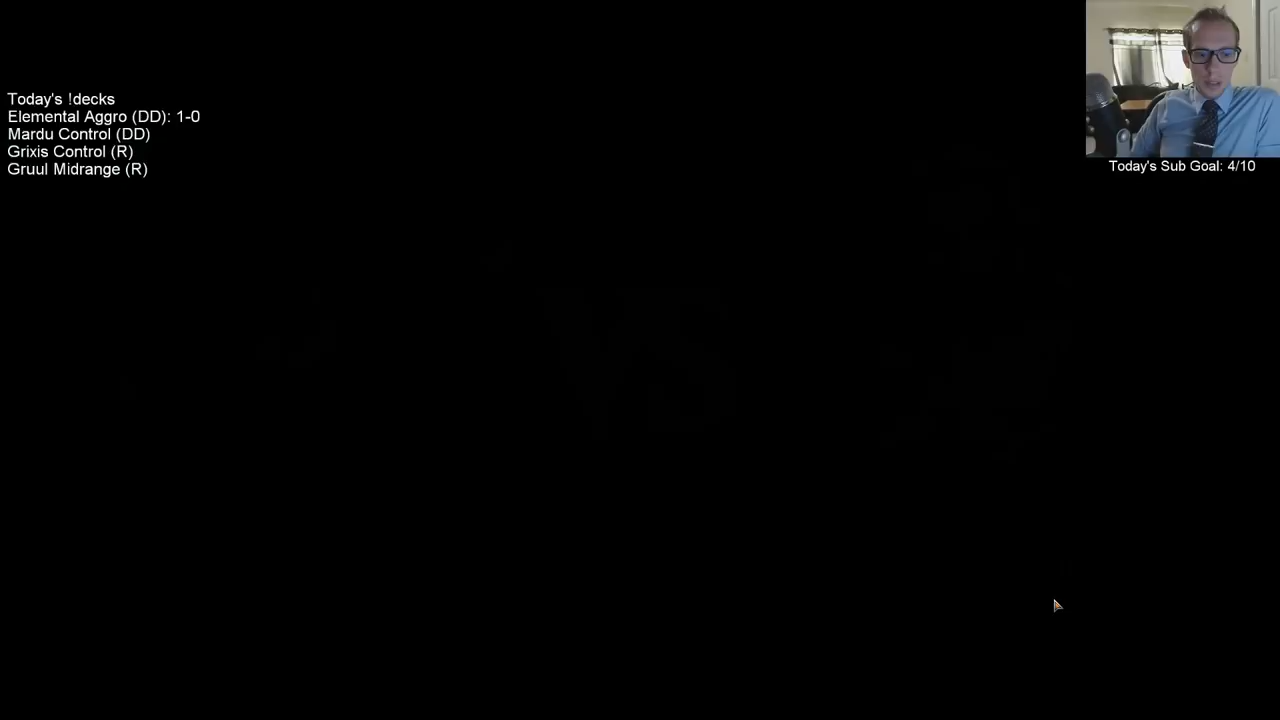 Today's !decks
Elemental Aggro (DD): 1-0
Mardu Control (DD)
Grixis Control (R)
Gruul Midrange (R)
Today's Sub Goal: 4/10
VS